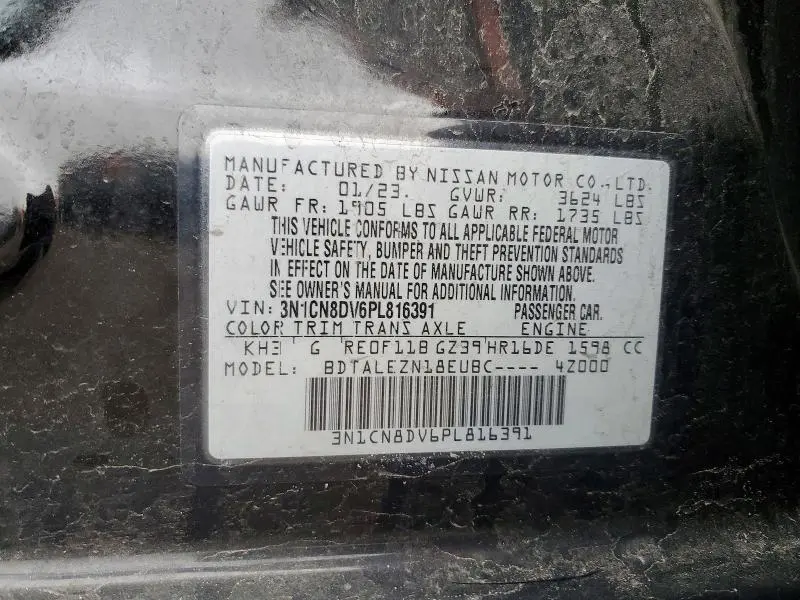 MANUFACTURED BY NISSAN MOTOR CO.,LTD.
DATE: 01/23. GVWR: 3624 LBS
GAWR FR: 1905 LBS GAWR RR: 1735 LBS
THIS VEHICLE CONFORMS TO ALL APPLICABLE FEDERAL MOTOR
VEHICLE SAFETY, BUMPER AND THEFT PREVENTION STANDARDS
IN EFFECT ON THE DATE OF MANUFACTURE SHOWN ABOVE.
SEE OWNER'S MANUAL FOR ADDITIONAL INFORMATION.
VIN: 3N1CN8DV6PL816391 PASSENGER CAR.
COLOR TRIM TRANS AXLE ENGINE
KH3 G RE0F11B GZ39 HR16DE 1598 CC
MODEL: BDTALEZN18EUBC---- 4Z000
3N1CN8DV6PL816391